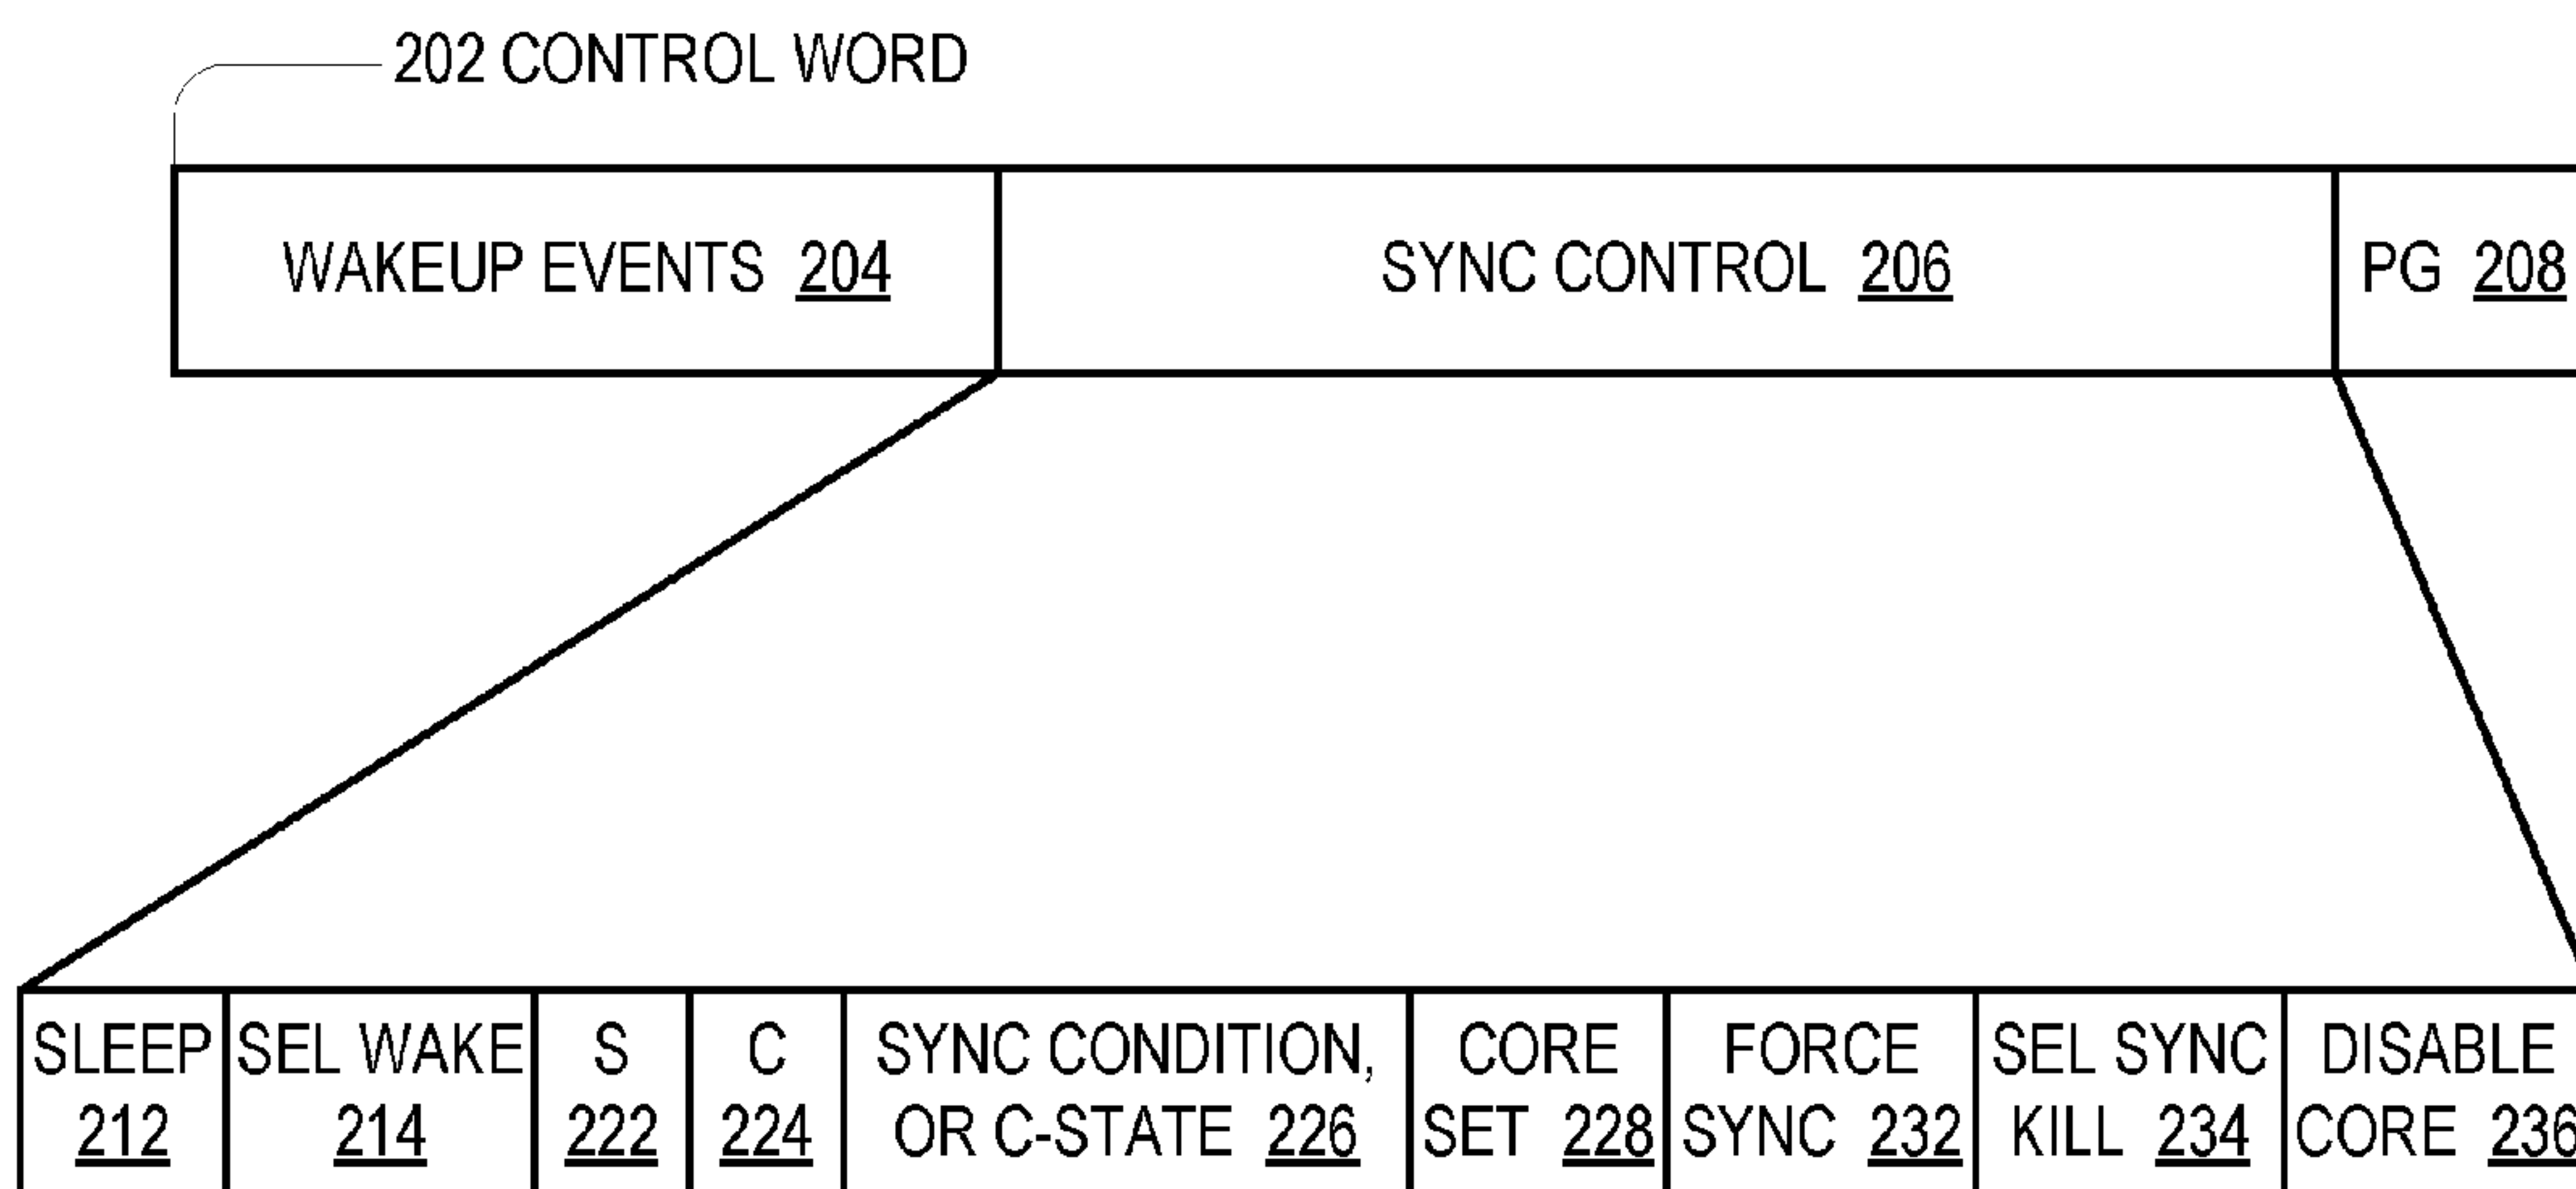 202 CONTROL WORD
WAKEUP EVENTS 204
SYNC CONTROL 206
PG 208
SLEEP
212
SEL WAKE
214
S
222
C
224
SYNC CONDITION,
OR C-STATE 226
CORE
SET 228
FORCE
SYNC 232
SEL SYNC
KILL 234
DISABLE
CORE 236